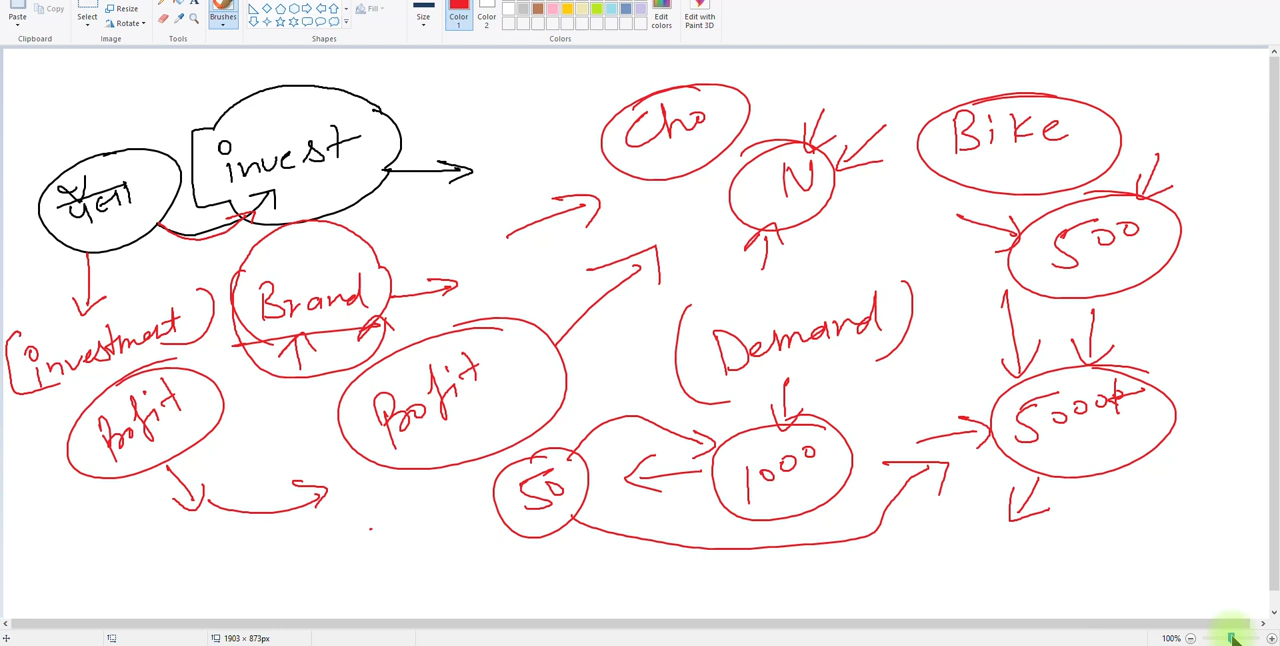 Paste
Copy
Select
Resize
Rotate
Brushes
Size
Color 1
Color 2
Fill
Edit colors
Edit with Paint 3D
Clipboard
Image
Tools
Shapes
Colors
पैसा
invest
Cho
N
Bike
500
[investment)
Brand
(Demand)
Profit
Profit
50
1000
5000+
1903 × 873px
100%